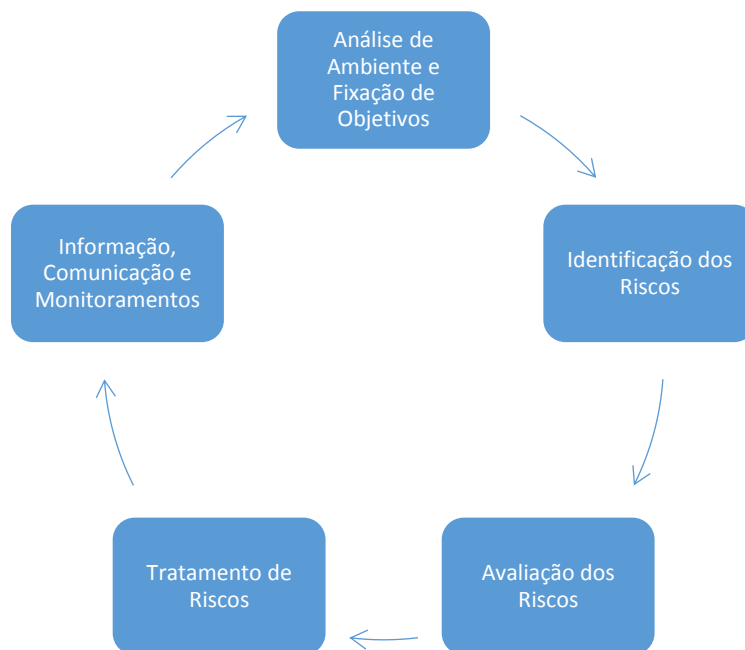 Análise de
Ambiente e
Fixação de
Objetivos
Identificação dos
Riscos
Avaliação dos
Riscos
Tratamento de
Riscos
Informação,
Comunicação e
Monitoramentos